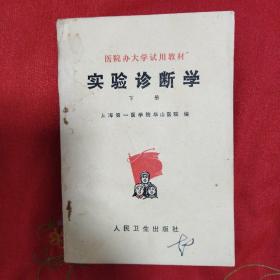 医院办大学试用教材
实验诊断学
下册
上海第一医学院华山医院 编
人民卫生出版社